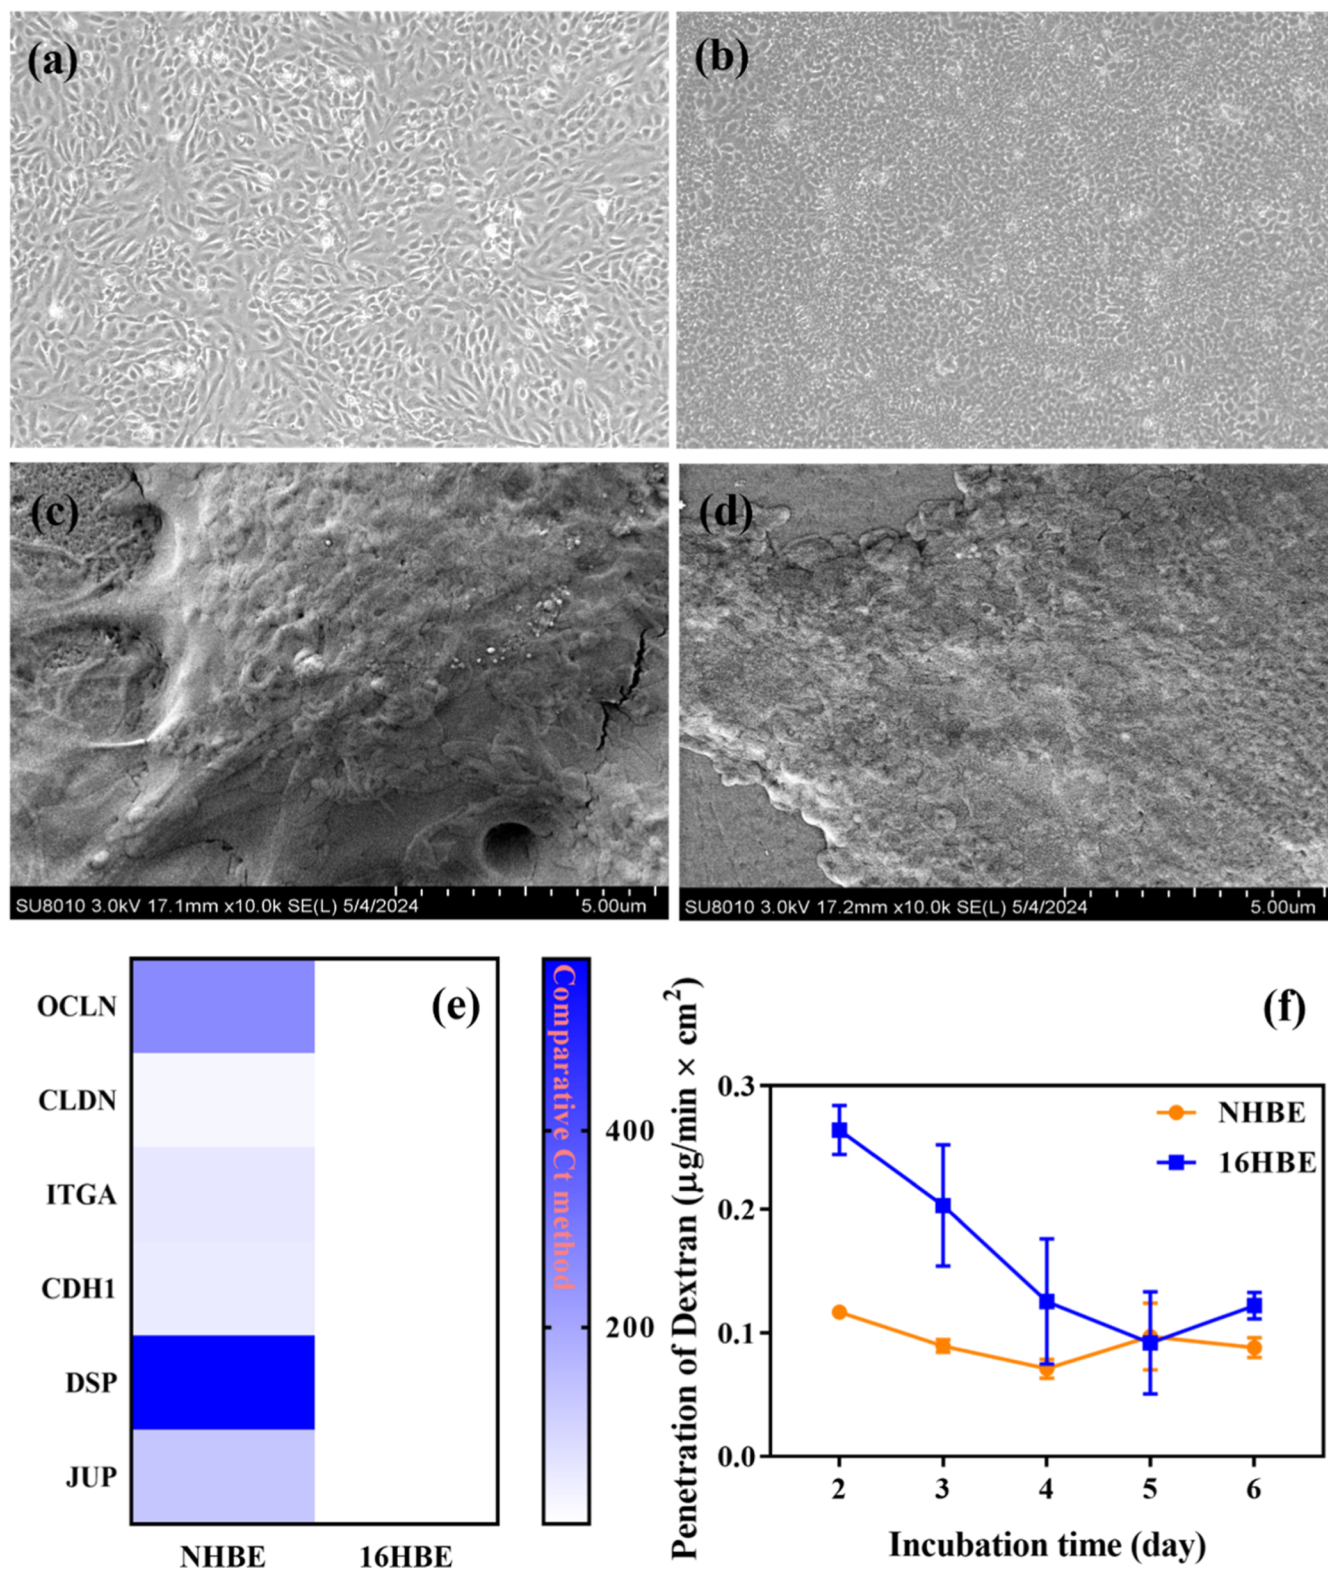 (a)
(b)
(c)
(d)
SU8010 3.0kV 17.1mm x10.0k SE(L) 5/4/2024 5.00um
SU8010 3.0kV 17.2mm x10.0k SE(L) 5/4/2024 5.00um
(e)
OCLN
CLDN
ITGA
CDH1
DSP
JUP
NHBE 16HBE
Comparative Ct method
400
200
(f)
Penetration of Dextran (µg/min × cm²)
0.3
0.2
0.1
0.0
NHBE
16HBE
2 3 4 5 6
Incubation time (day)